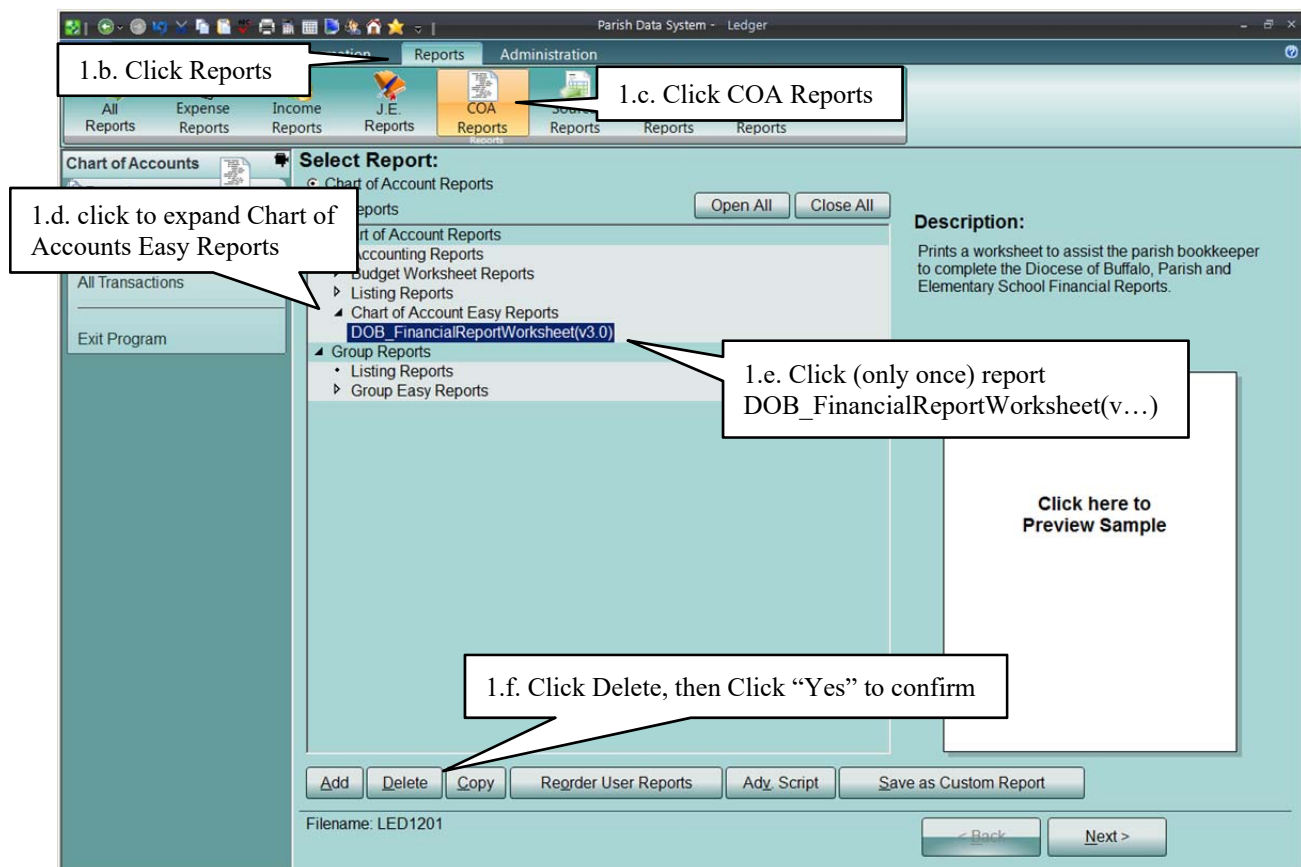 Parish Data System - Ledger
Reports Administration
1.b. Click Reports
1.c. Click COA Reports
All Reports
Expense Reports
Income Reports
J.E. Reports
COA Reports
Reports
Reports
Reports
Reports
Chart of Accounts
Select Report:
Chart of Account Reports
Open All
Close All
1.d. click to expand Chart of
Accounts Easy Reports
Description:
Prints a worksheet to assist the parish bookkeeper
to complete the Diocese of Buffalo, Parish and
Elementary School Financial Reports.
All Transactions
Exit Program
Account Reports
Accounting Reports
Budget Worksheet Reports
Listing Reports
Chart of Account Easy Reports
DOB_FinancialReportWorksheet(v3.0)
Group Reports
Listing Reports
Group Easy Reports
1.e. Click (only once) report
DOB_FinancialReportWorksheet(v…)
Click here to
Preview Sample
1.f. Click Delete, then Click “Yes” to confirm
Add
Delete
Copy
Reorder User Reports
Adv. Script
Save as Custom Report
Filename: LED1201
< Back
Next >